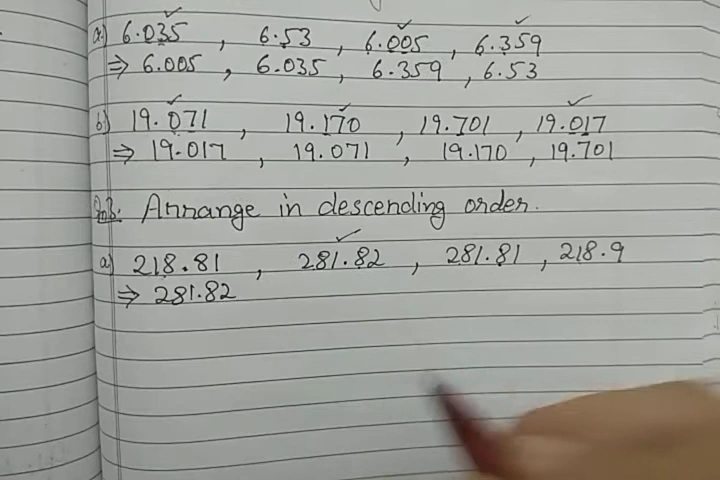 a) 6.035 , 6.53 , 6.005 , 6.359
⇒ 6.005 , 6.035 , 6.359 , 6.53
b) 19.071 , 19.170 , 19.701 , 19.017
⇒ 19.017 , 19.071 , 19.170 , 19.701
Q.3. Arrange in descending order.
a) 218.81 , 281.82 , 281.81 , 218.9
⇒ 281.82